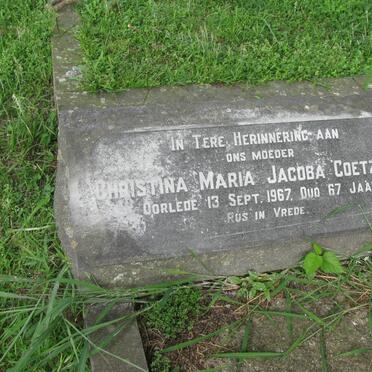 IN TERE HERINNERING AAN
ONS MOEDER
CHRISTINA MARIA JACOBA COETZ
OORLEDE 13 SEPT. 1967, OUD 67 JAA
RUS IN VREDE.